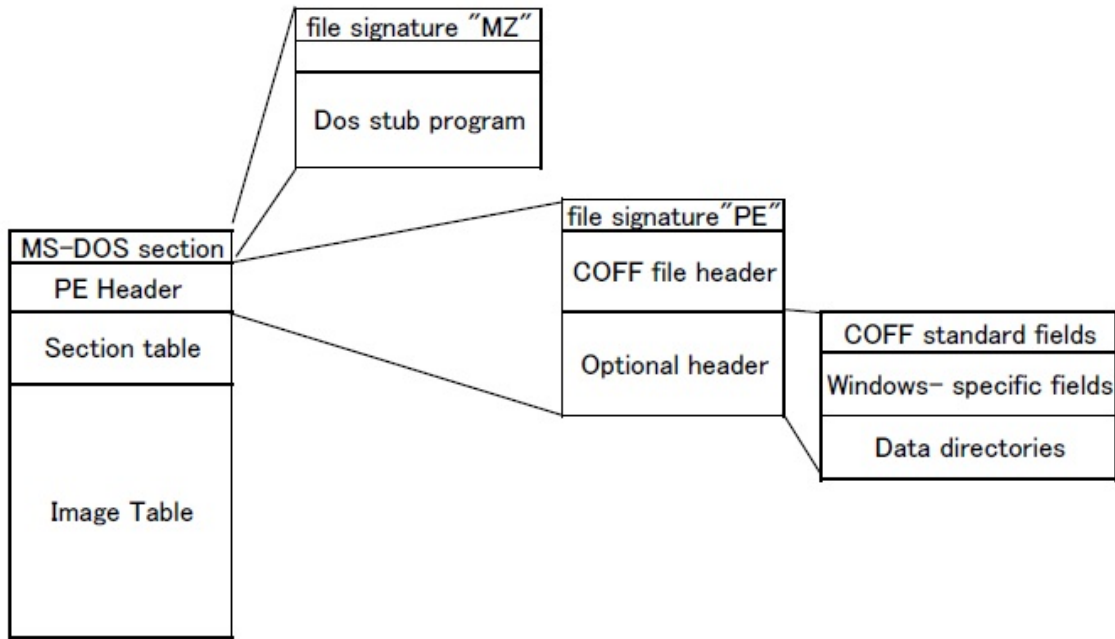 file signature "MZ"
Dos stub program
MS-DOS section
PE Header
Section table
Image Table
file signature"PE"
COFF file header
Optional header
COFF standard fields
Windows- specific fields
Data directories